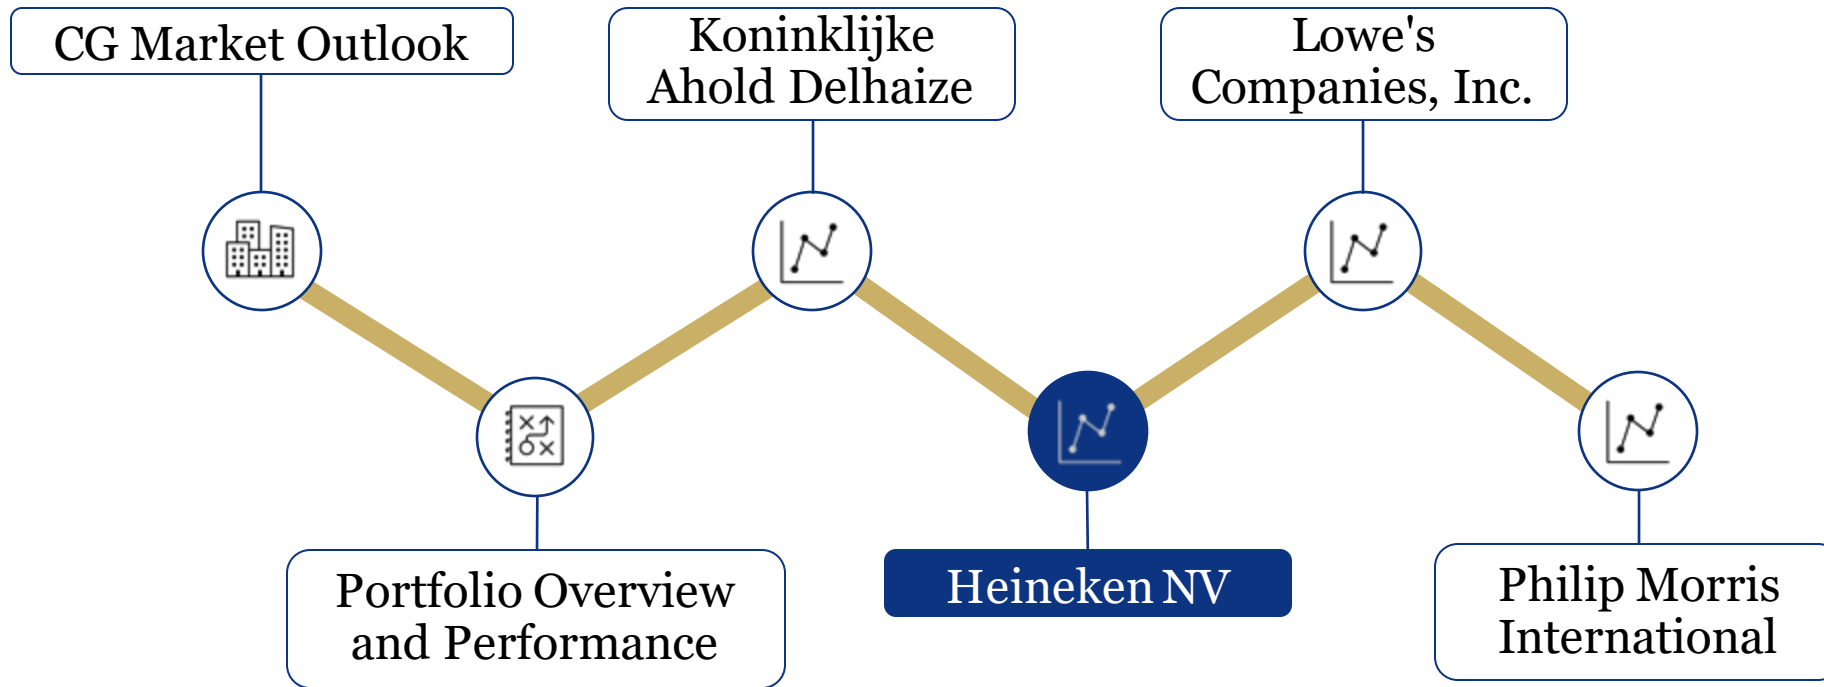 CG Market Outlook
Koninklijke
Ahold Delhaize
Lowe's
Companies, Inc.
Portfolio Overview
and Performance
Heineken NV
Philip Morris
International